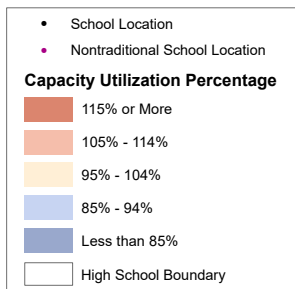 School Location
Nontraditional School Location
Capacity Utilization Percentage
115% or More
105% - 114%
95% - 104%
85% - 94%
Less than 85%
High School Boundary